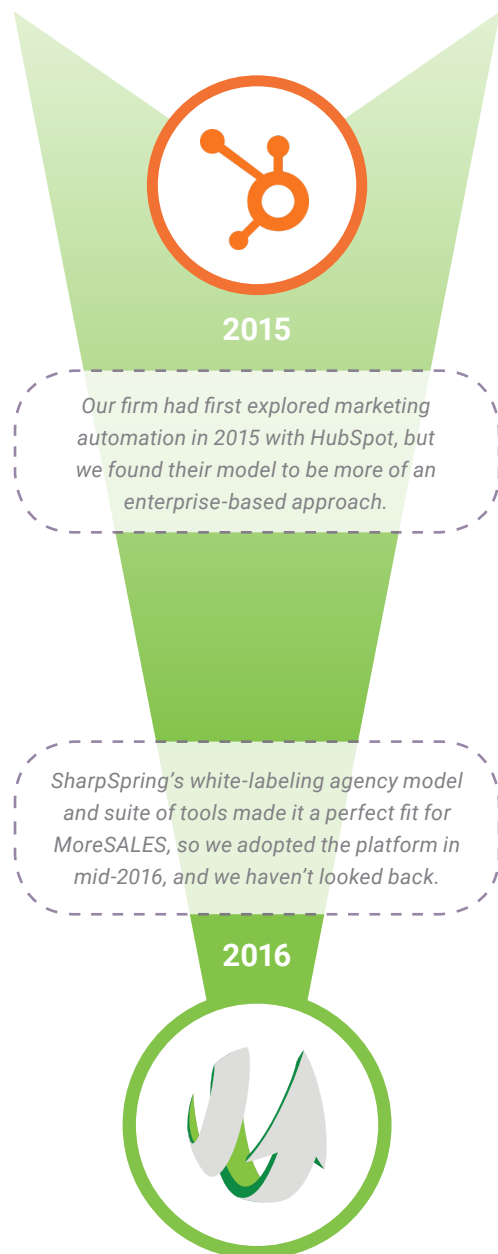 2015
Our firm had first explored marketing
automation in 2015 with HubSpot, but
we found their model to be more of an
enterprise-based approach.
SharpSpring’s white-labeling agency model
and suite of tools made it a perfect fit for
MoreSALES, so we adopted the platform in
mid-2016, and we haven’t looked back.
2016